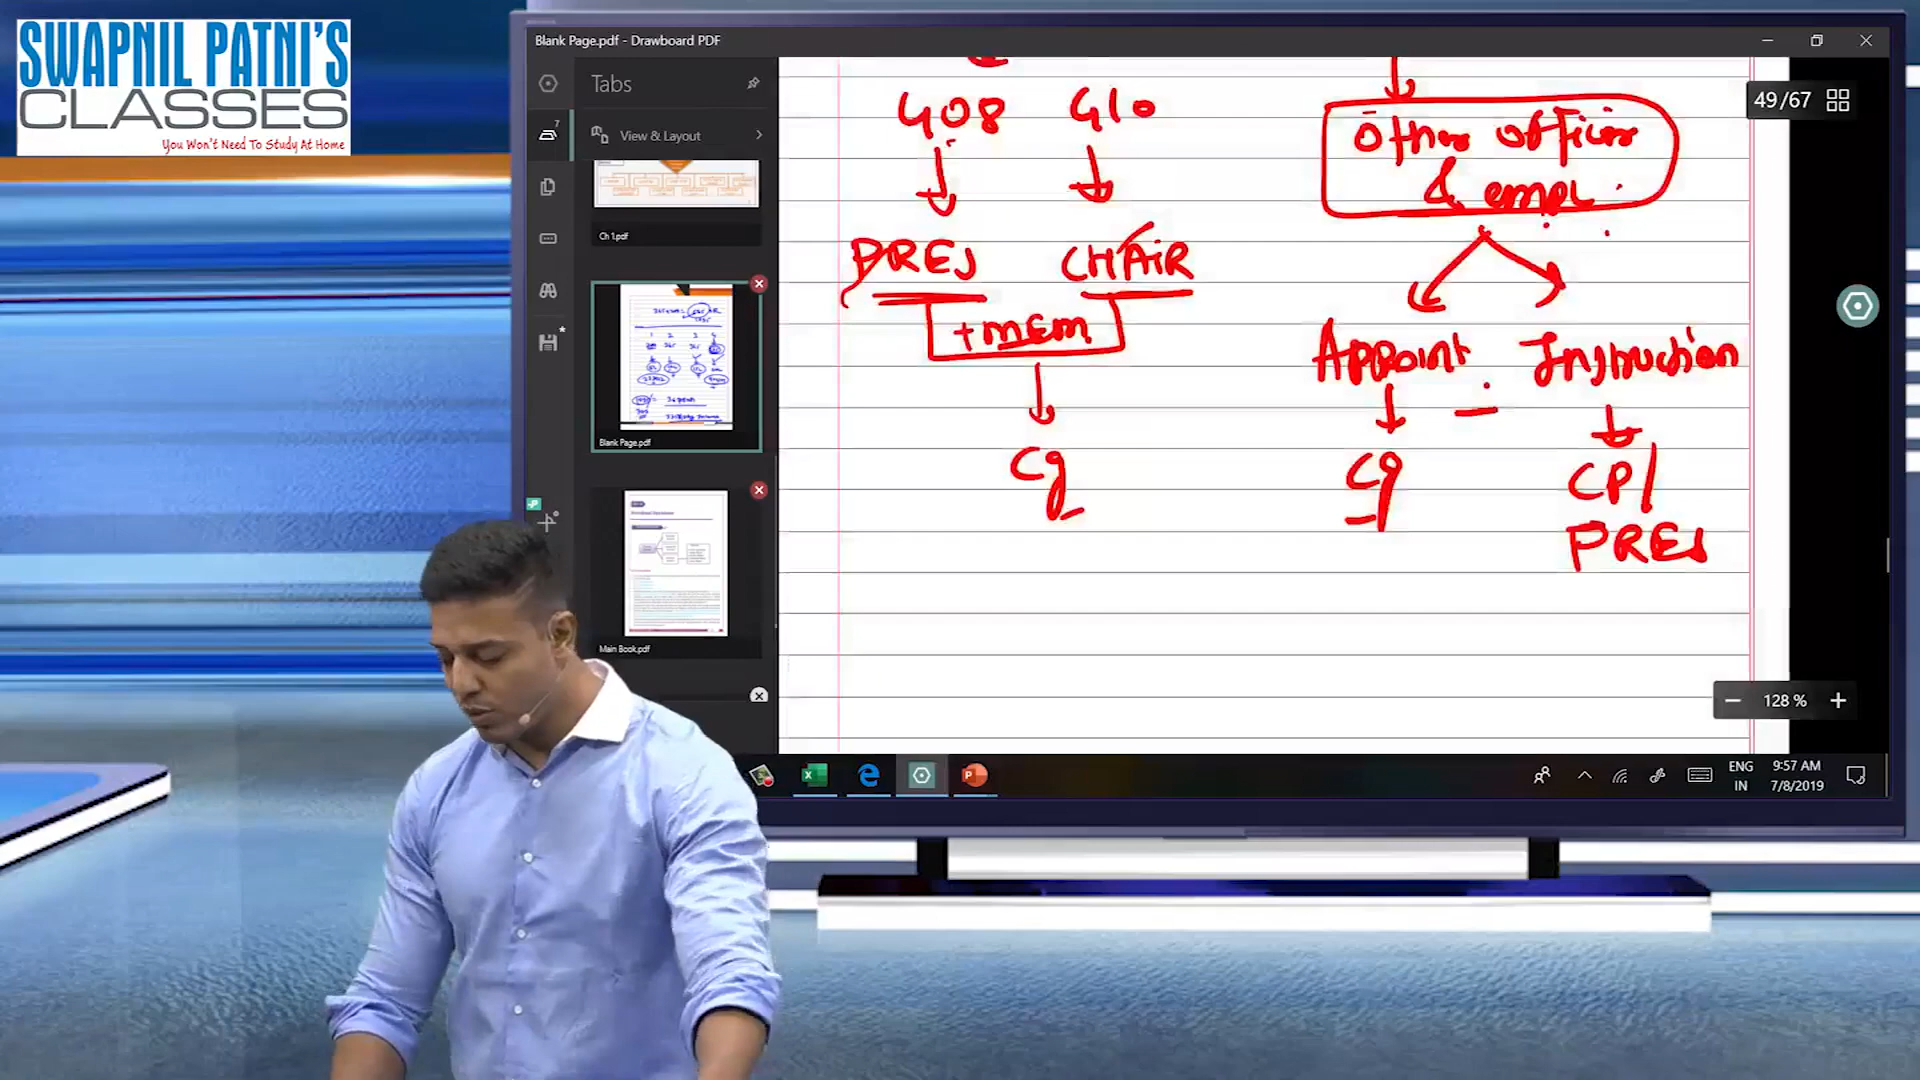 SWAPNIL PATNI'S
CLASSES
You Won't Need To Study At Home
Blank Page.pdf - Drawboard PDF
Tabs
View & Layout
Ch 1.pdf
Blank Page.pdf
Main Book.pdf
49/67
408 410
PRES CHAIR
+mem
Cg
Other officer
& empl.
Appoint Instruction
Cg CP/
PRES
128 %
ENG
IN
9:57 AM
7/8/2019